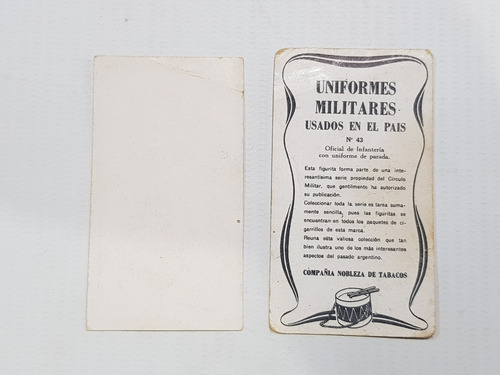 UNIFORMES
MILITARES
USADOS EN EL PAIS
Nº 43
Oficial de Infantería
con uniforme de parada.
Esta figurita forma parte de una inte-
resantísima serie propiedad del Círculo
Militar, que gentilmente ha autorizado
su publicación.
Coleccionar toda la serie es tarea suma-
mente sencilla, pues las figuritas se
encuentran en todos los paquetes de ci-
garrillos de esta marca.
Reuna esta valiosa colección que tan
bien ilustra uno de los más interesantes
aspectos del pasado argentino.
COMPAÑIA NOBLEZA DE TABACOS